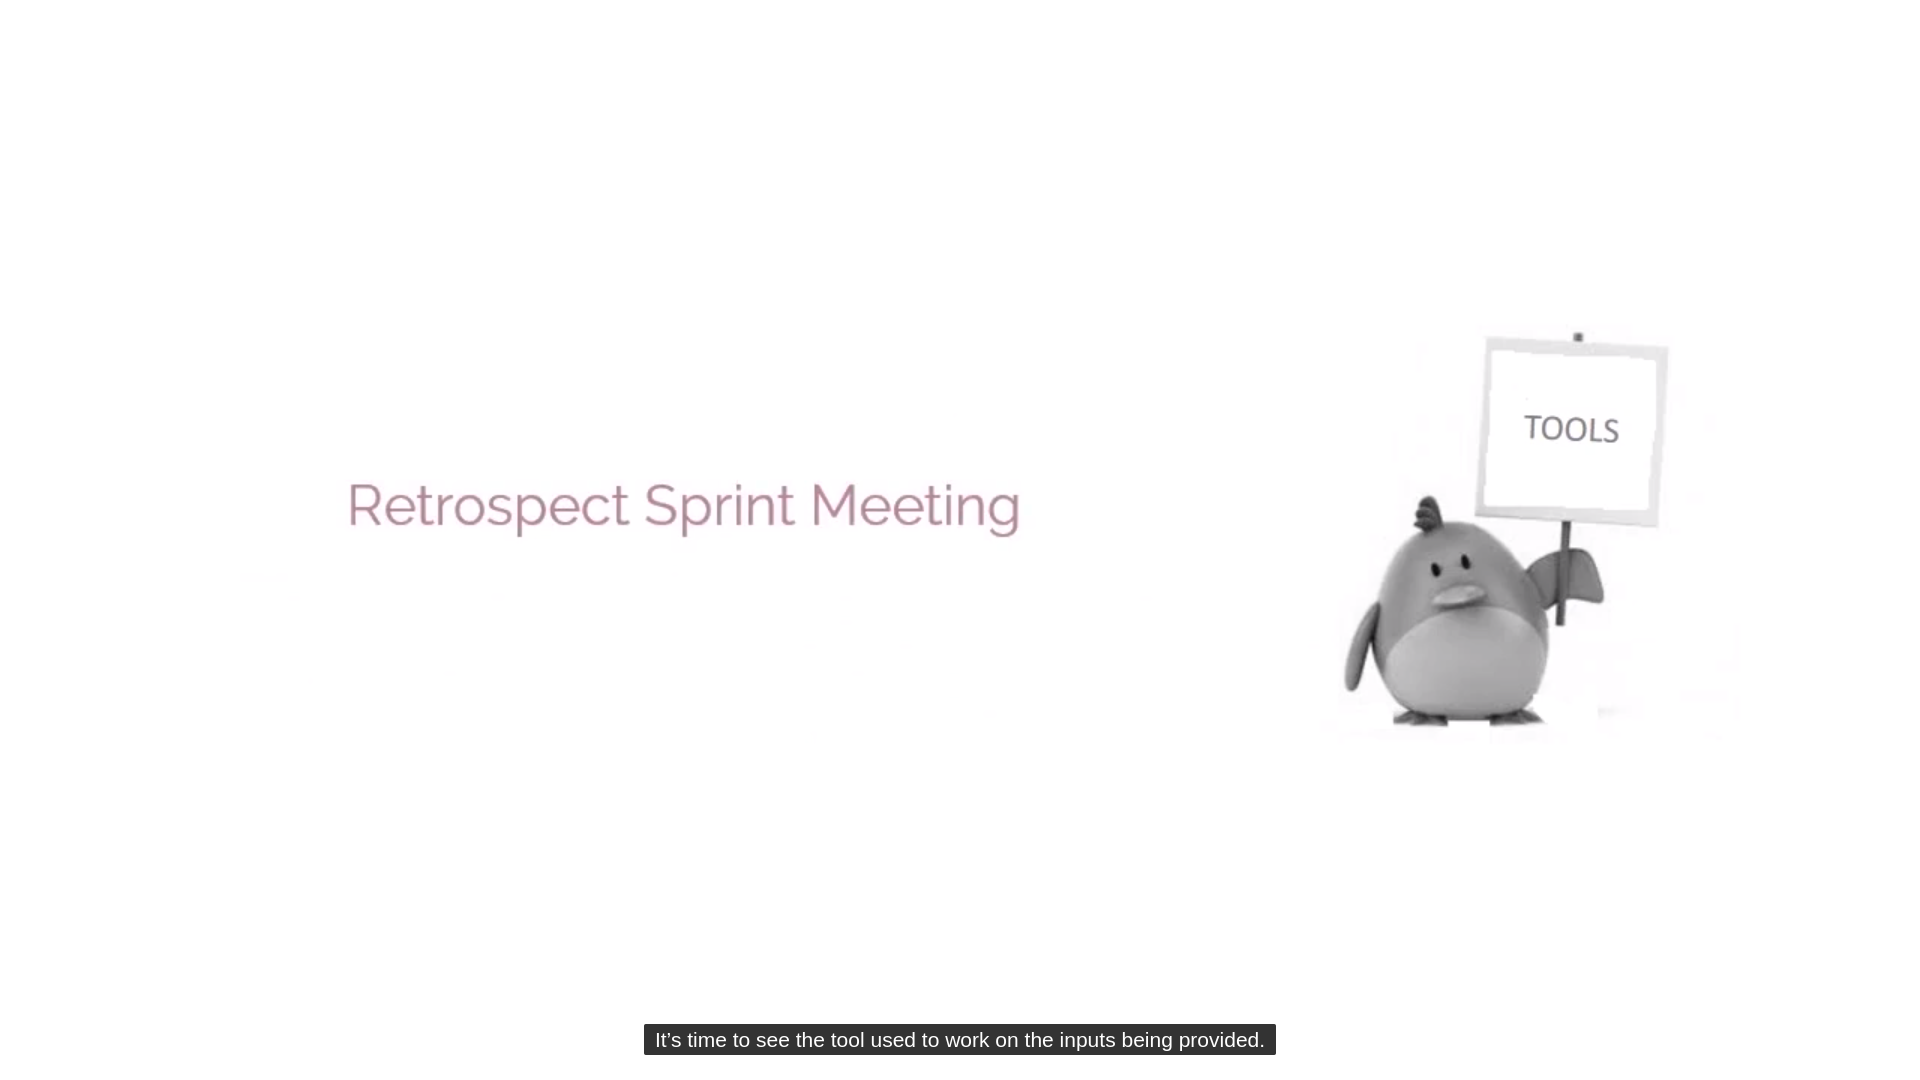 TOOLS
Retrospect Sprint Meeting
It’s time to see the tool used to work on the inputs being provided.